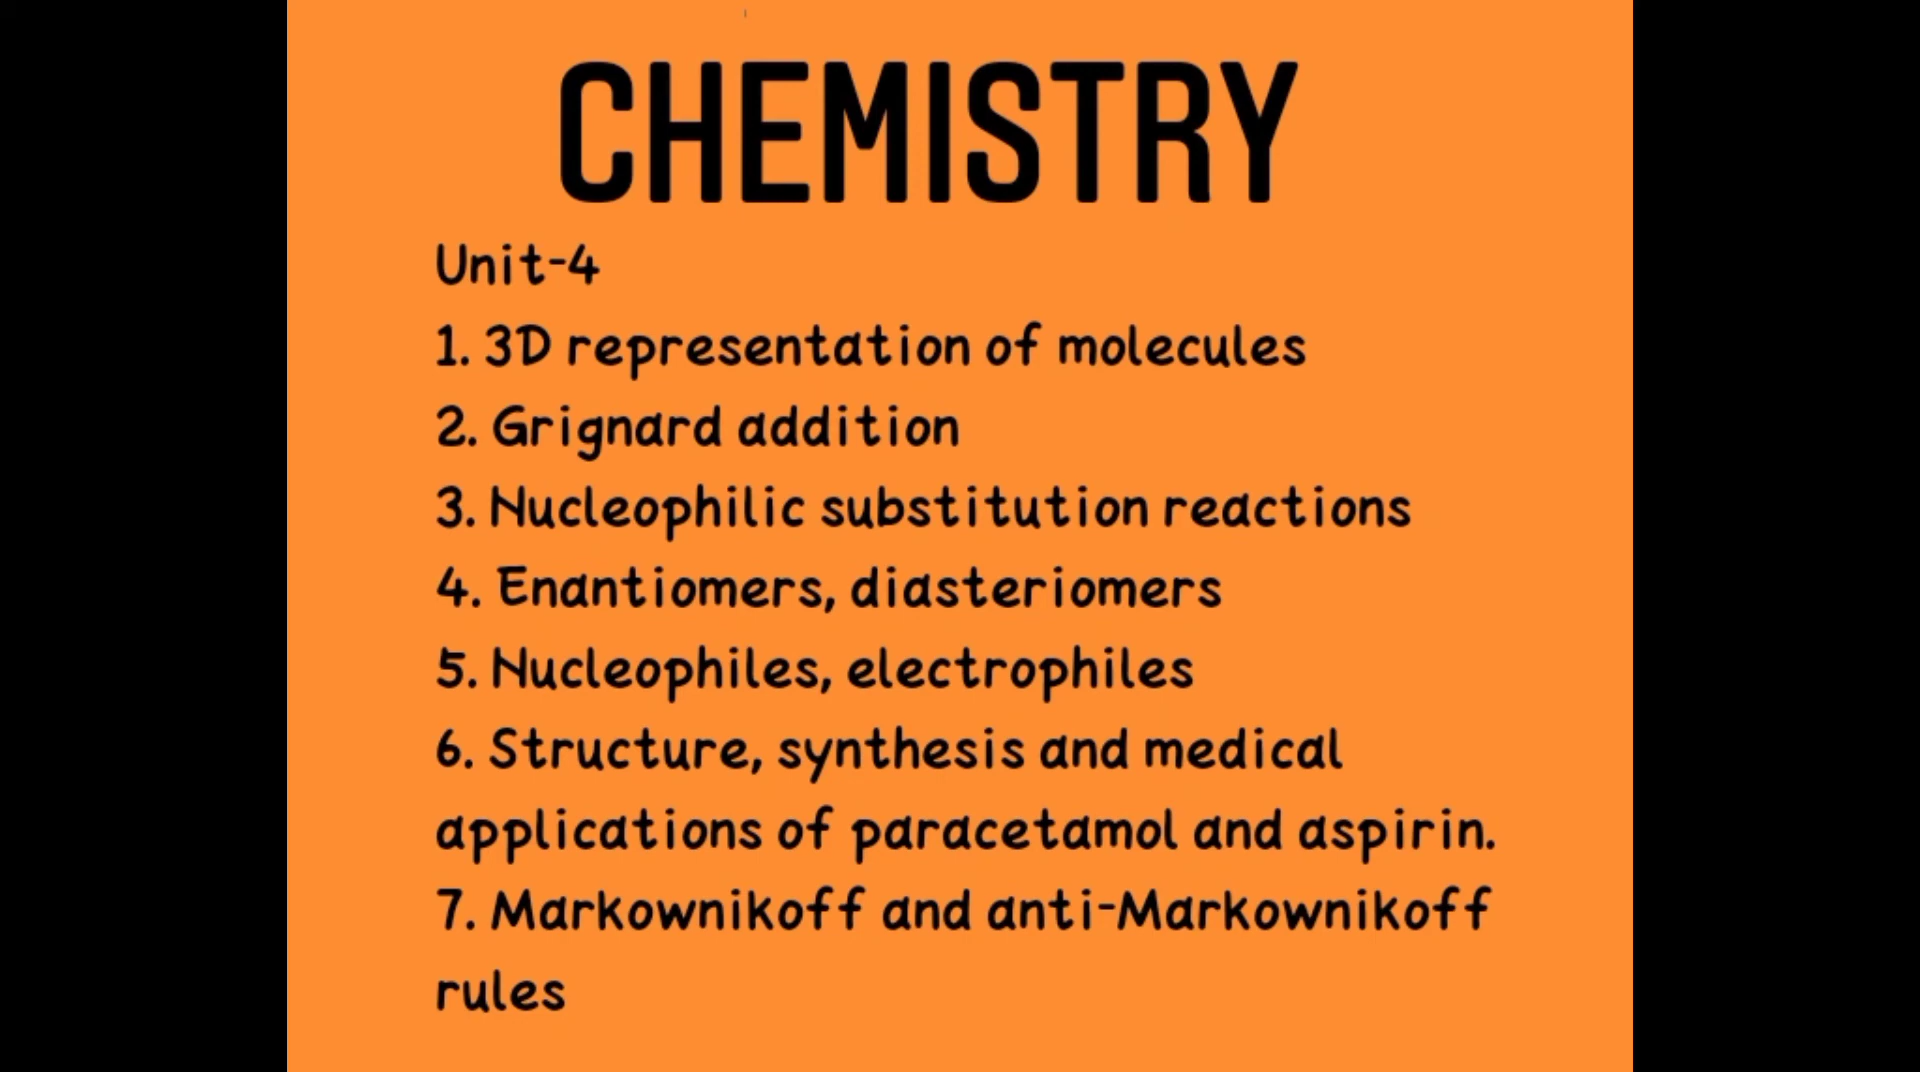 CHEMISTRY
Unit-4
1. 3D representation of molecules
2. Grignard addition
3. Nucleophilic substitution reactions
4. Enantiomers, diasteriomers
5. Nucleophiles, electrophiles
6. Structure, synthesis and medical
applications of paracetamol and aspirin.
7. Markownikoff and anti-Markownikoff
rules